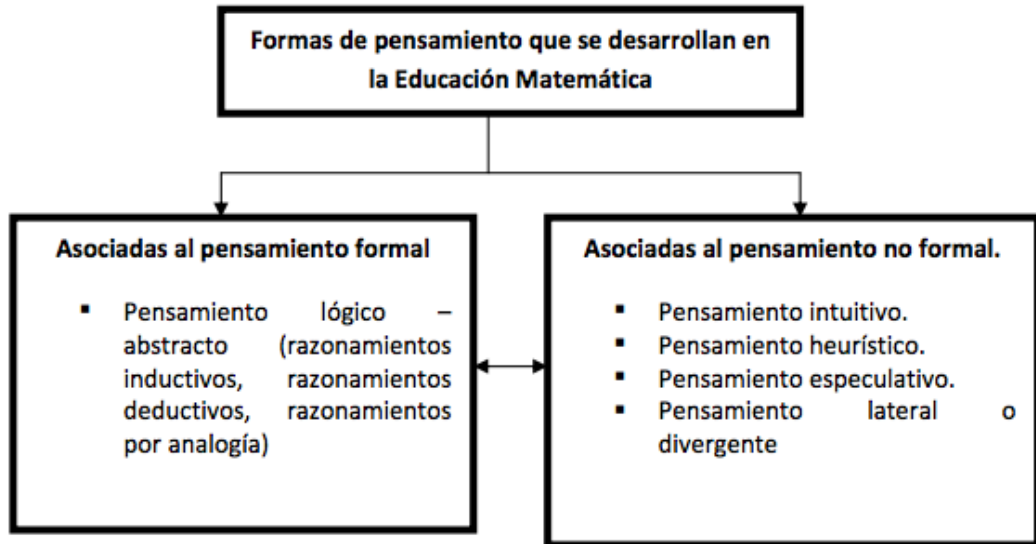 Formas de pensamiento que se desarrollan en
la Educación Matemática
Asociadas al pensamiento formal
▪ Pensamiento lógico –
abstracto (razonamientos
inductivos, razonamientos
deductivos, razonamientos
por analogía)
Asociadas al pensamiento no formal.
▪ Pensamiento intuitivo.
▪ Pensamiento heurístico.
▪ Pensamiento especulativo.
▪ Pensamiento lateral o
divergente